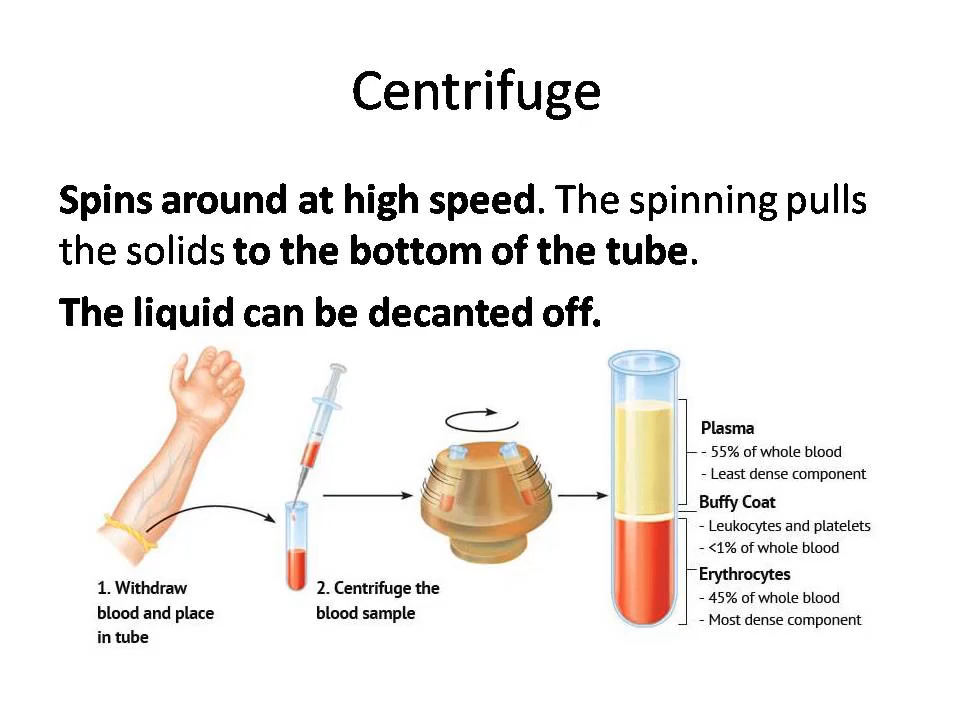 Centrifuge
Spins around at high speed. The spinning pulls
the solids to the bottom of the tube.
The liquid can be decanted off.
1. Withdraw
blood and place
in tube
2. Centrifuge the
blood sample
Plasma
- 55% of whole blood
- Least dense component
Buffy Coat
- Leukocytes and platelets
- <1% of whole blood
Erythrocytes
- 45% of whole blood
- Most dense component